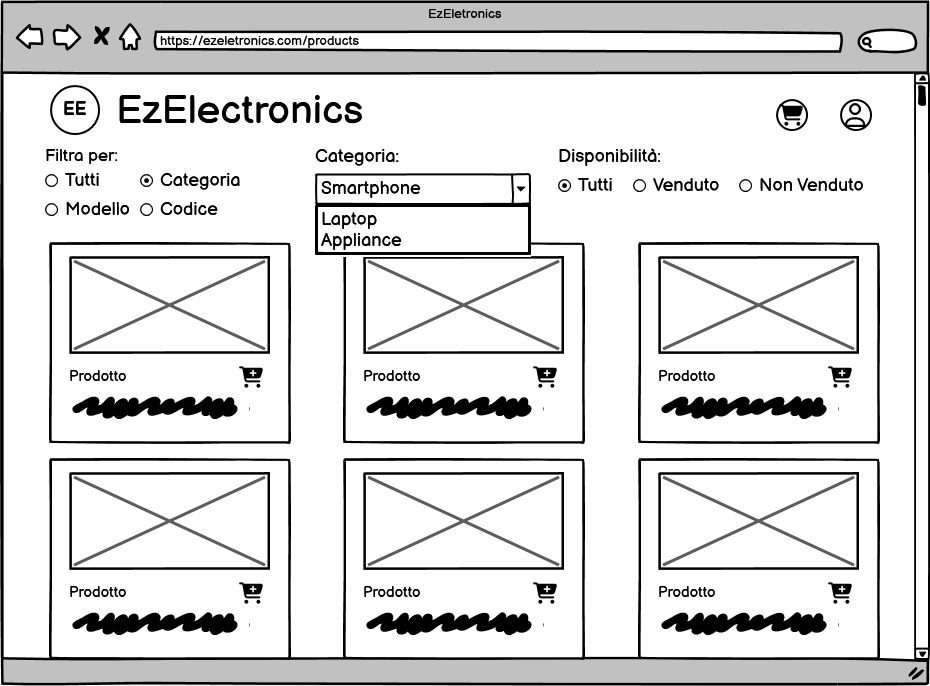 EzEletronics
https://ezeletronics.com/products
EE EzElectronics
Filtra per:
Tutti Categoria
Modello Codice
Categoria:
Smartphone
Laptop
Appliance
Disponibilità:
Tutti Venduto Non Venduto
Prodotto Prodotto Prodotto
Prodotto Prodotto Prodotto